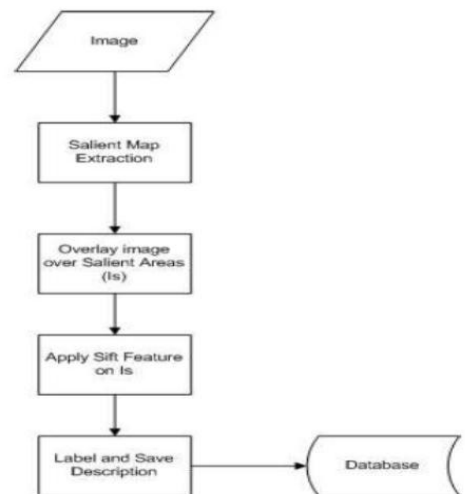 Image
Salient Map
Extraction
Overlay image
over Salient Areas
(Is)
Apply Sift Feature
on Is
Label and Save
Description
Database